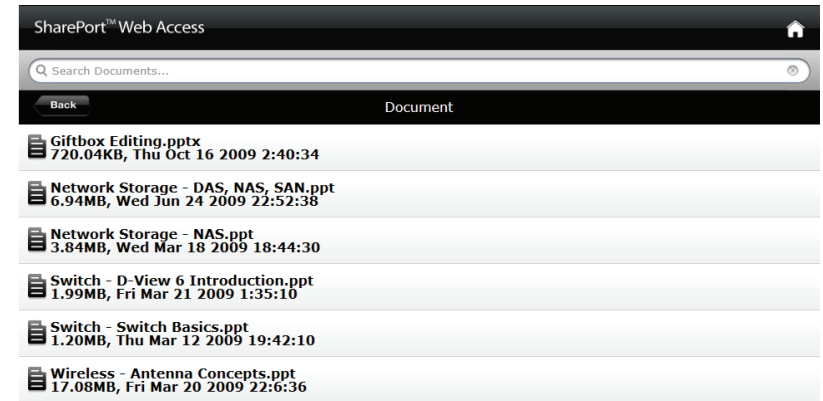 SharePort™ Web Access
Search Documents...
Back
Document
Giftbox Editing.pptx
720.04KB, Thu Oct 16 2009 2:40:34
Network Storage - DAS, NAS, SAN.ppt
6.94MB, Wed Jun 24 2009 22:52:38
Network Storage - NAS.ppt
3.84MB, Wed Mar 18 2009 18:44:30
Switch - D-View 6 Introduction.ppt
1.99MB, Fri Mar 21 2009 1:35:10
Switch - Switch Basics.ppt
1.20MB, Thu Mar 12 2009 19:42:10
Wireless - Antenna Concepts.ppt
17.08MB, Fri Mar 20 2009 22:6:36